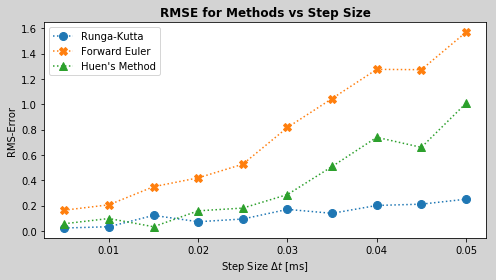 RMSE for Methods vs Step Size
Runga-Kutta
Forward Euler
Huen's Method
RMS-Error
1.6
1.4
1.2
1.0
0.8
0.6
0.4
0.2
0.0
0.01
0.02
0.03
0.04
0.05
Step Size Δt [ms]